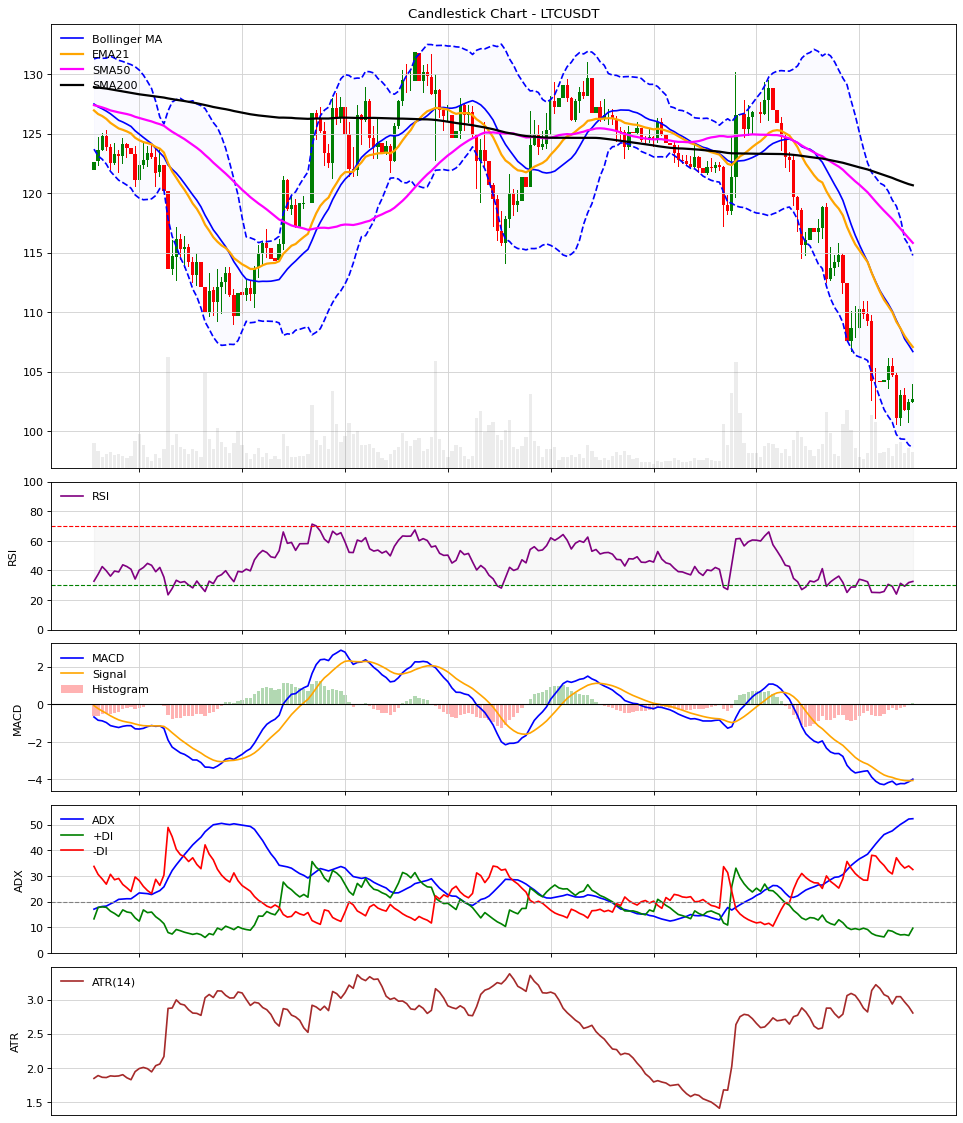 Candlestick Chart - LTCUSDT
Bollinger MA
EMA21
SMA50
SMA200
130
125
120
115
110
105
100
RSI
RSI
100
80
60
40
20
0
MACD
Signal
Histogram
MACD
2
0
−2
−4
ADX
+DI
-DI
ADX
50
40
30
20
10
0
ATR(14)
ATR
3.0
2.5
2.0
1.5